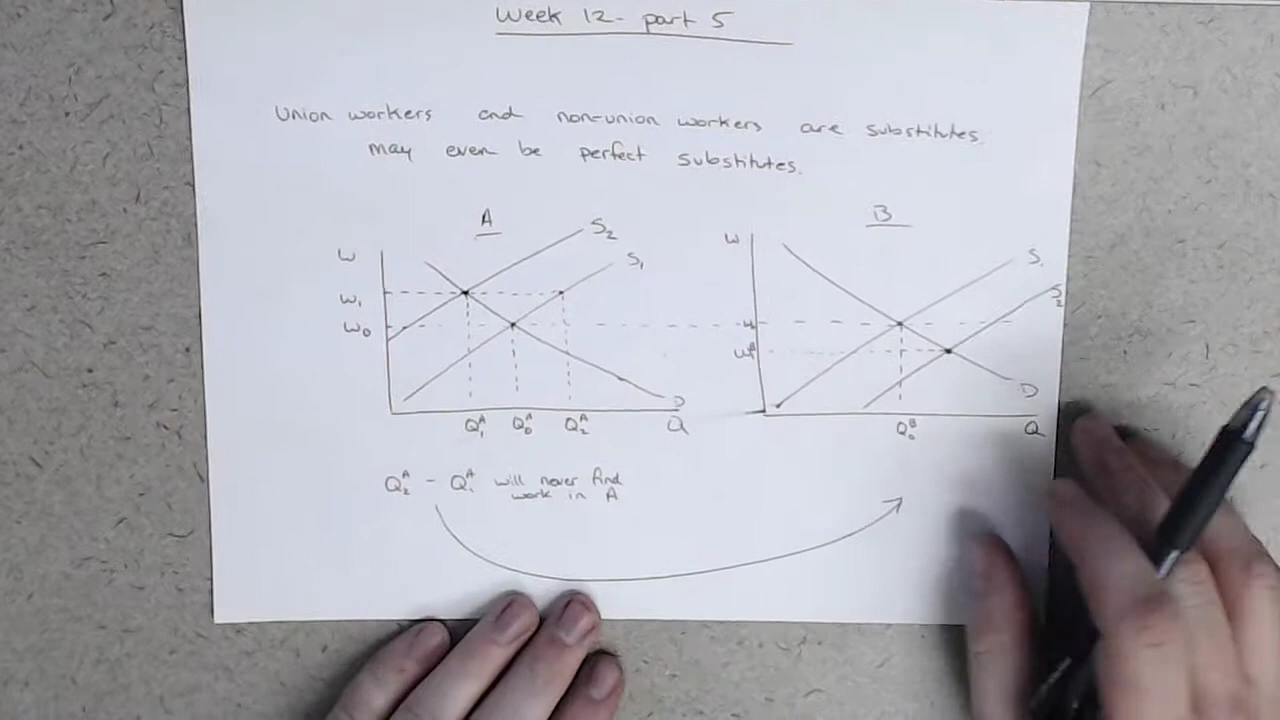 Week 12 - part 5
Union workers and non-union workers are substitutes.
may even be perfect substitutes.
A
B
W
S₂
S₁
W₁
W₀
D
Q₁ᴬ Q₀ᴬ Q₂ᴬ Q
W
S₁
S₂
D
Q₀ᴮ Q
Q₂ᴬ - Q₁ᴬ will never find
work in A